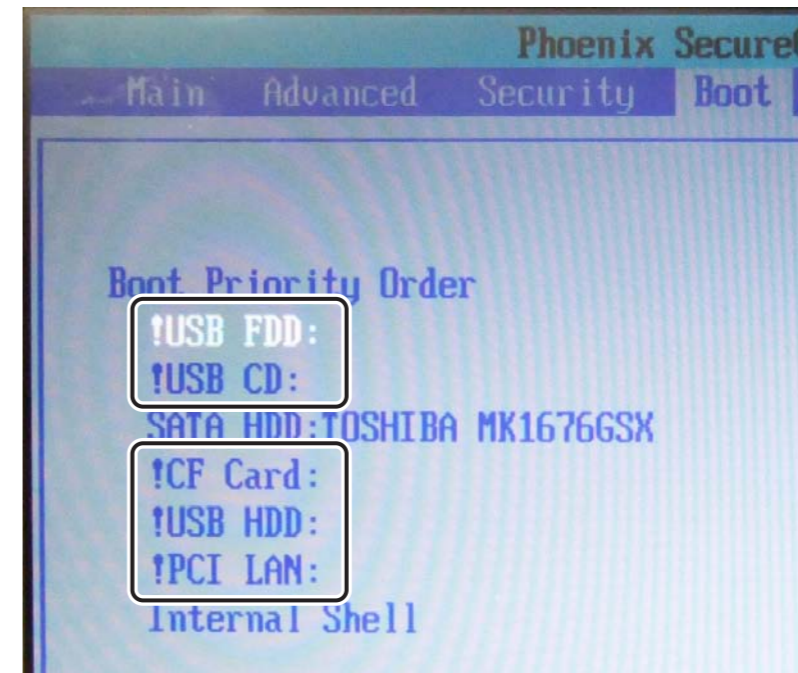 Phoenix Secure
Main Advanced Security Boot
Boot Priority Order
!USB FDD:
!USB CD:
SATA HDD:TOSHIBA MK1676GSX
!CF Card:
!USB HDD:
!PCI LAN:
Internal Shell